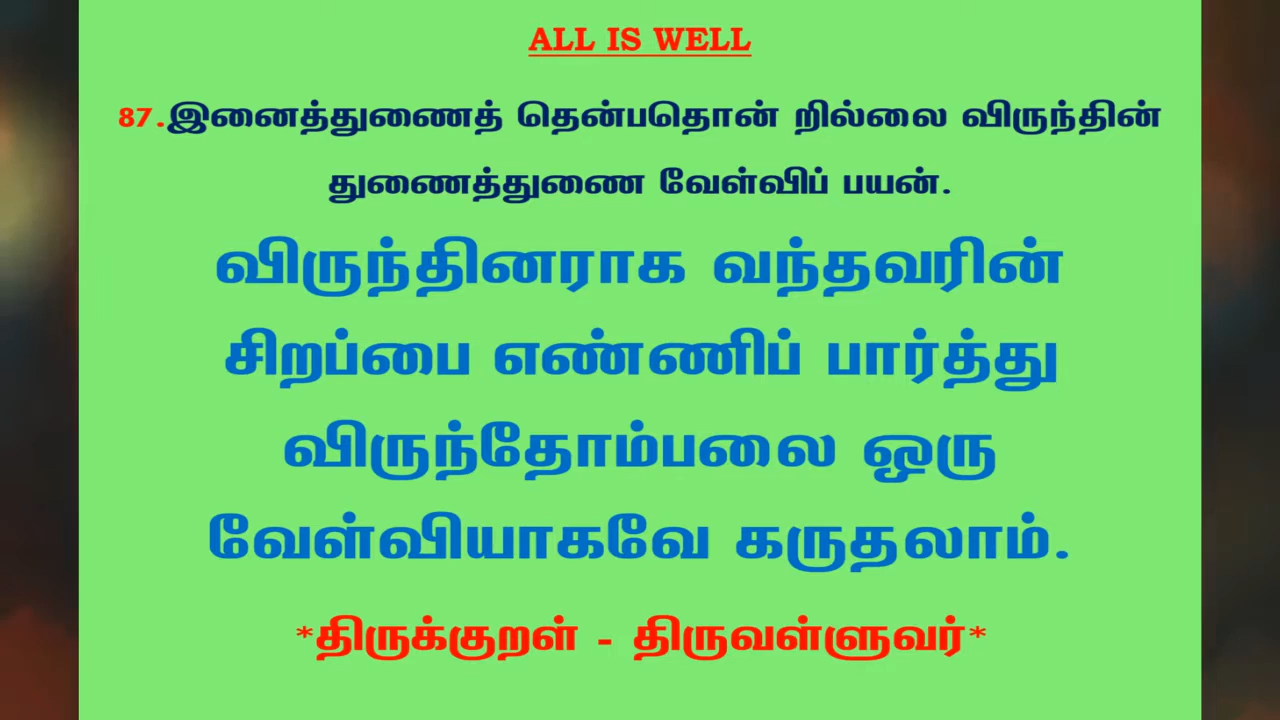 ALL IS WELL
87.இனைத்துணைத் தென்பதொன் றில்லை விருந்தின்
துணைத்துணை வேள்விப் பயன்.
விருந்தினராக வந்தவரின்
சிறப்பை எண்ணிப் பார்த்து
விருந்தோம்பலை ஒரு
வேள்வியாகவே கருதலாம்.
*திருக்குறள் - திருவள்ளுவர்*